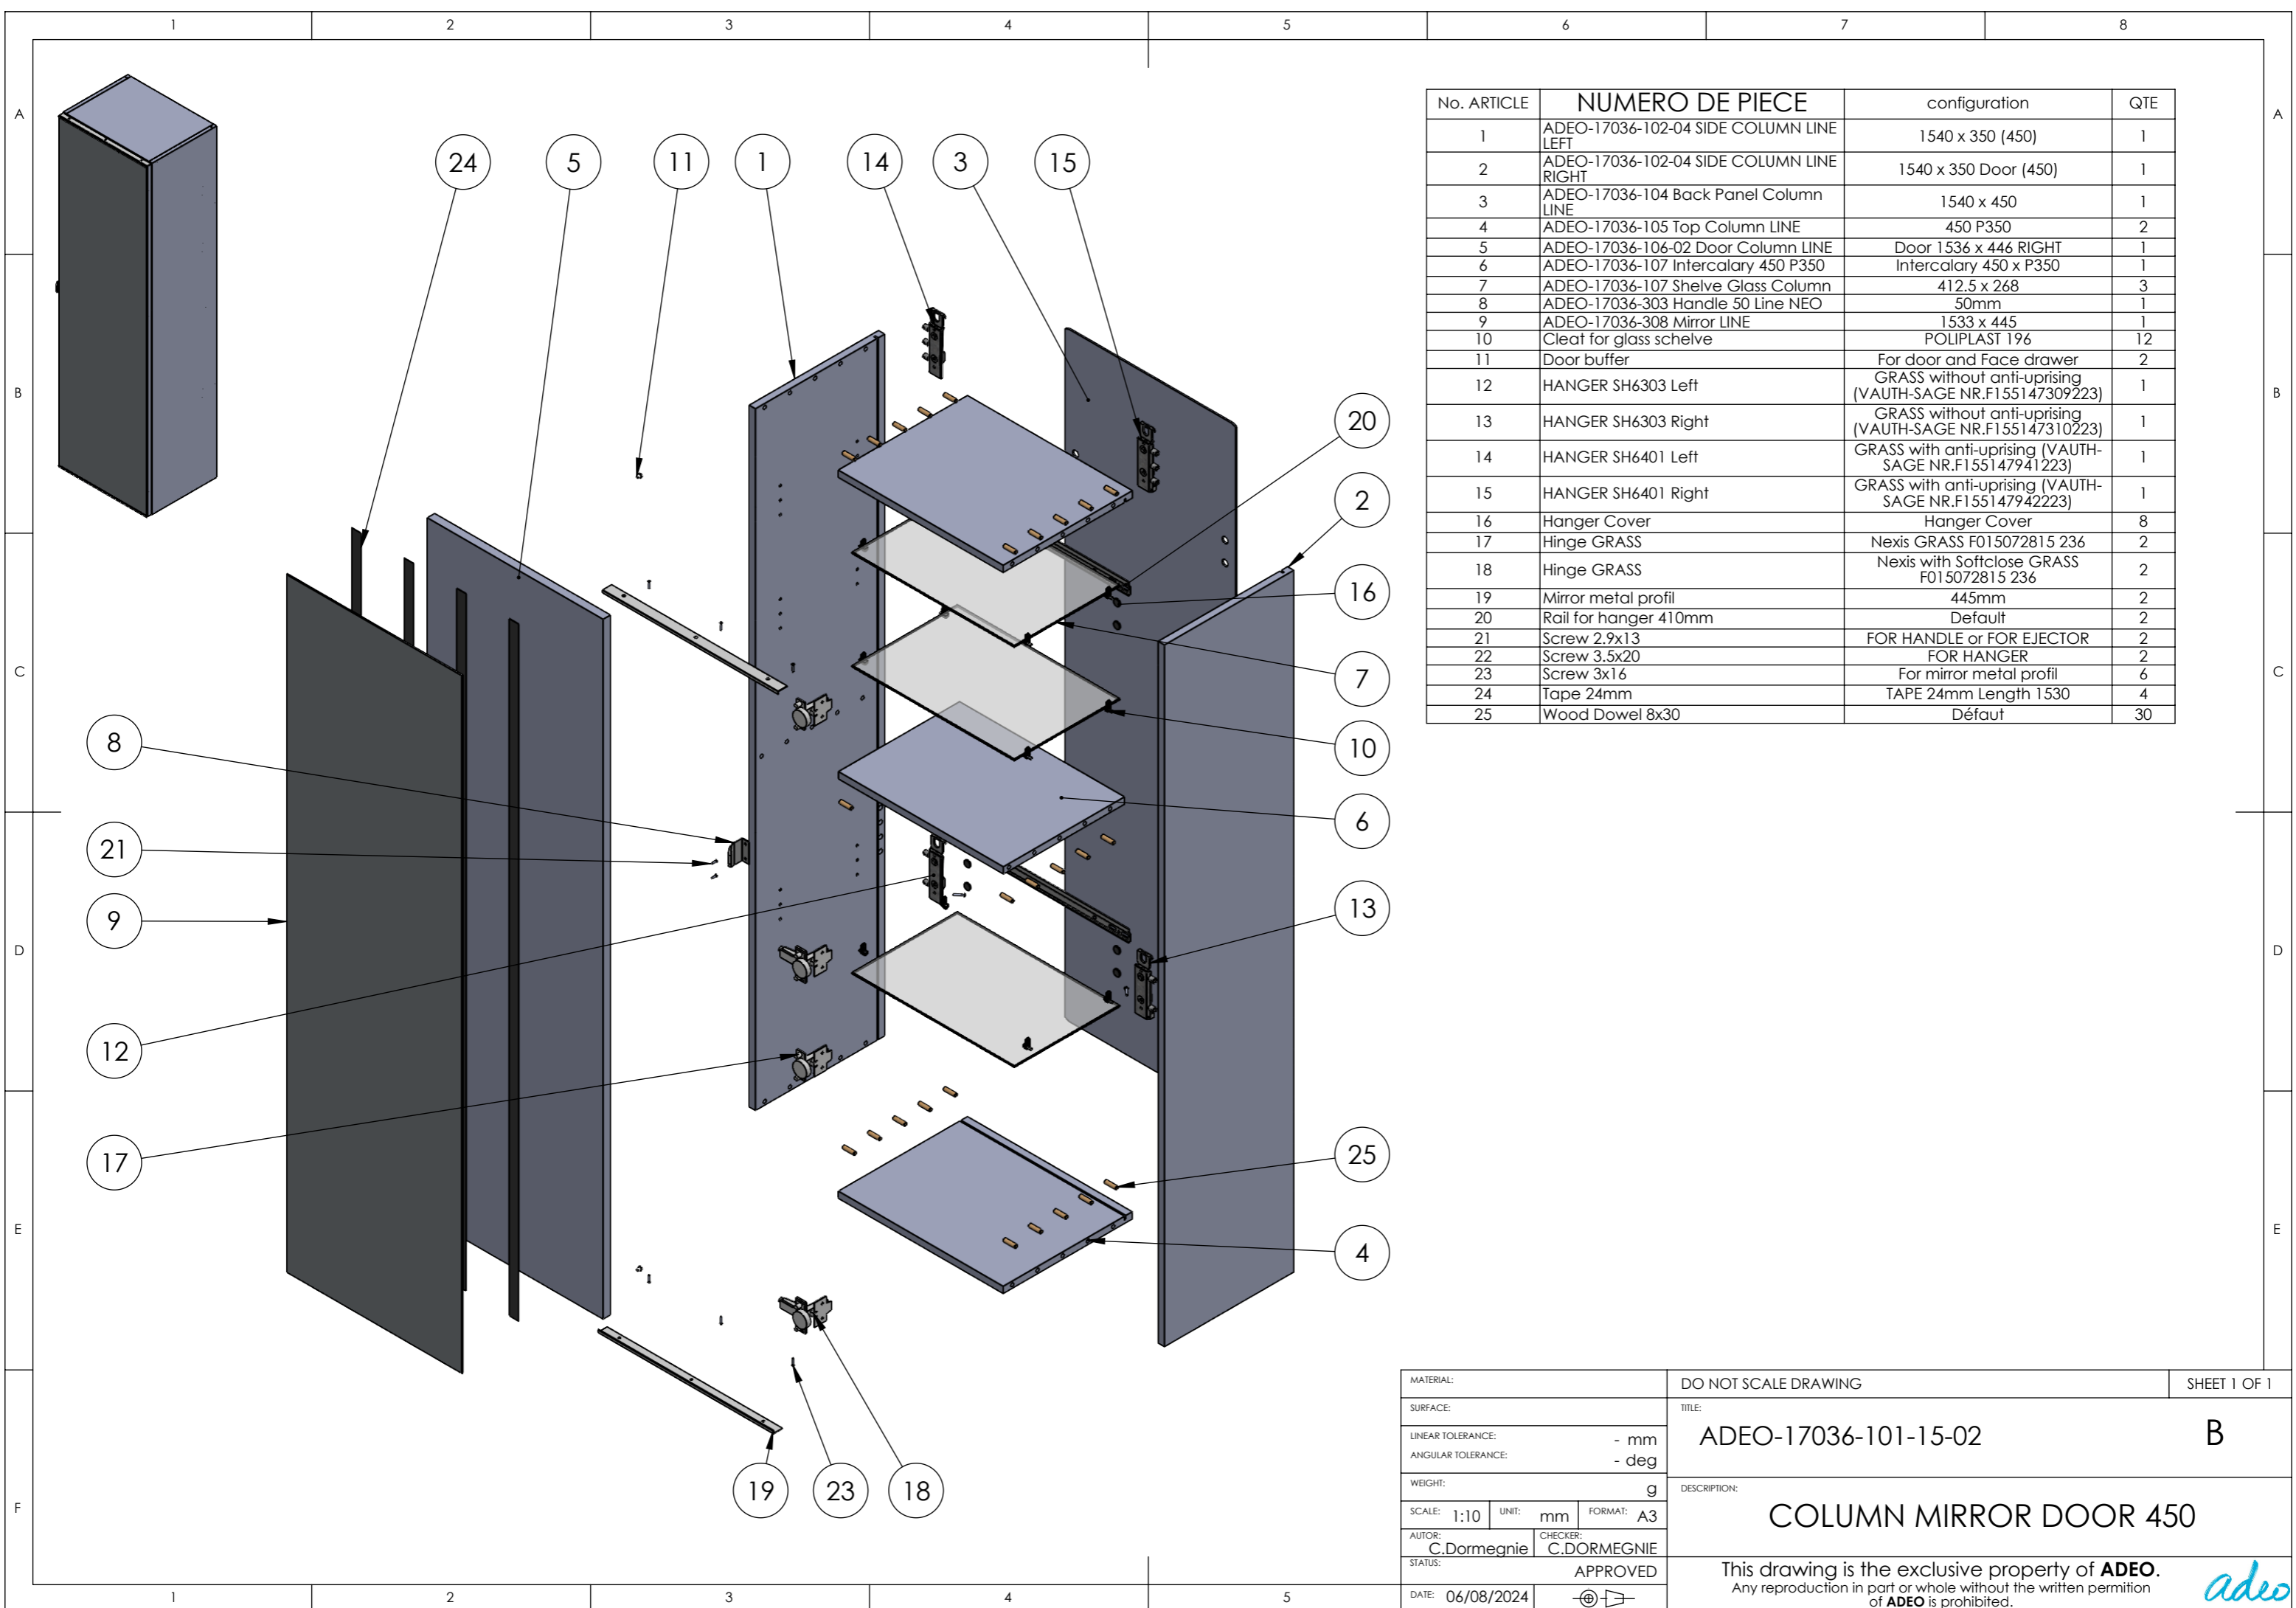 1 2 3 4 5 6 7 8
A A
B B
C C
D D
E E
F
24 5 11 1 14 3 15
20
2
16
7
10
6
13
25
4
8
21
9
12
17
19 23 18
No. ARTICLE NUMERO DE PIECE configuration QTE
1 ADEO-17036-102-04 SIDE COLUMN LINE LEFT 1540 x 350 (450) 1
2 ADEO-17036-102-04 SIDE COLUMN LINE RIGHT 1540 x 350 Door (450) 1
3 ADEO-17036-104 Back Panel Column LINE 1540 x 450 1
4 ADEO-17036-105 Top Column LINE 450 P350 2
5 ADEO-17036-106-02 Door Column LINE Door 1536 x 446 RIGHT 1
6 ADEO-17036-107 Intercalary 450 P350 Intercalary 450 x P350 1
7 ADEO-17036-107 Shelve Glass Column 412.5 x 268 3
8 ADEO-17036-303 Handle 50 Line NEO 50mm 1
9 ADEO-17036-308 Mirror LINE 1533 x 445 1
10 Cleat for glass schelve POLIPLAST 196 12
11 Door buffer For door and Face drawer 2
12 HANGER SH6303 Left GRASS without anti-uprising (VAUTH-SAGE NR.F155147309223) 1
13 HANGER SH6303 Right GRASS without anti-uprising (VAUTH-SAGE NR.F155147310223) 1
14 HANGER SH6401 Left GRASS with anti-uprising (VAUTH-SAGE NR.F155147941223) 1
15 HANGER SH6401 Right GRASS with anti-uprising (VAUTH-SAGE NR.F155147942223) 1
16 Hanger Cover Hanger Cover 8
17 Hinge GRASS Nexis GRASS F015072815 236 2
18 Hinge GRASS Nexis with Softclose GRASS F015072815 236 2
19 Mirror metal profil 445mm 2
20 Rail for hanger 410mm Default 2
21 Screw 2.9x13 FOR HANDLE or FOR EJECTOR 2
22 Screw 3.5x20 FOR HANGER 2
23 Screw 3x16 For mirror metal profil 6
24 Tape 24mm TAPE 24mm Length 1530 4
25 Wood Dowel 8x30 Défaut 30
MATERIAL:
SURFACE:
LINEAR TOLERANCE: - mm
ANGULAR TOLERANCE: - deg
WEIGHT: g
SCALE: 1:10 UNIT: mm FORMAT: A3
AUTOR: C.Dormegnie CHECKER: C.DORMEGNIE
STATUS: APPROVED
DATE: 06/08/2024
DO NOT SCALE DRAWING SHEET 1 OF 1
TITLE:
ADEO-17036-101-15-02 B
DESCRIPTION:
COLUMN MIRROR DOOR 450
This drawing is the exclusive property of ADEO.
Any reproduction in part or whole without the written permition
of ADEO is prohibited.
adeo
1 2 3 4 5